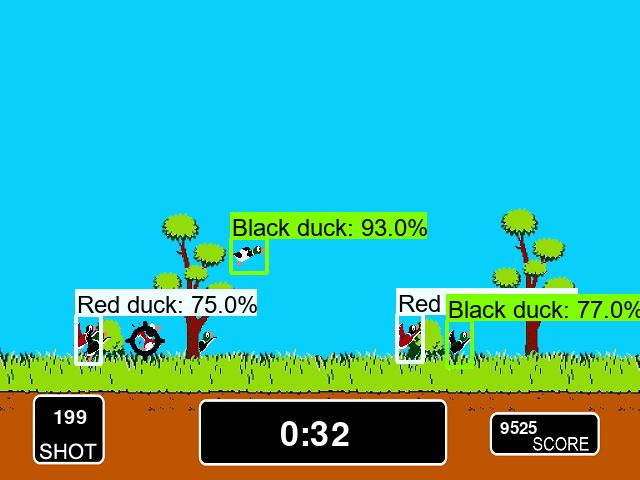 Black duck: 93.0%
Red duck: 75.0%
Red
Black duck: 77.0%
199
SHOT
0:32
9525
SCORE